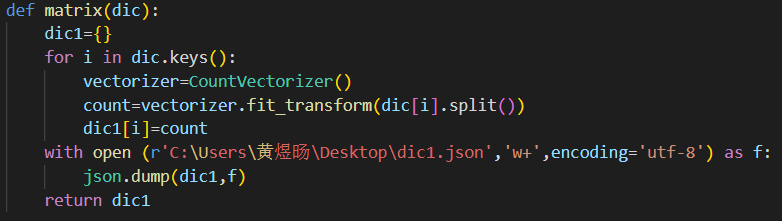 def matrix(dic):
    dic1={}
    for i in dic.keys():
        vectorizer=CountVectorizer()
        count=vectorizer.fit_transform(dic[i].split())
        dic1[i]=count
    with open (r'C:\Users\黄煜旸\Desktop\dic1.json','w+',encoding='utf-8') as f:
        json.dump(dic1,f)
    return dic1